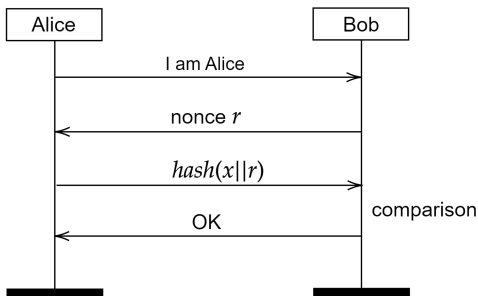 Alice
Bob
I am Alice
nonce r
hash(x||r)
comparison
OK